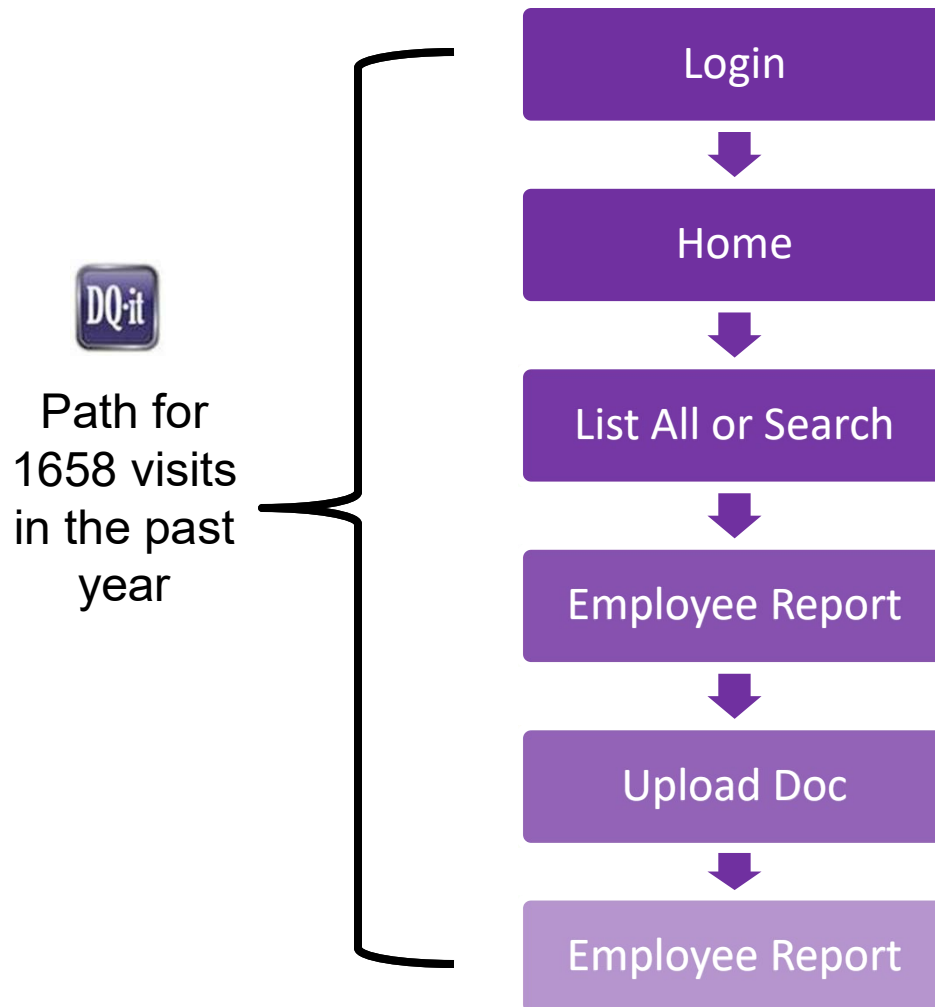 Login
Home
DQ·it
Path for
1658 visits
in the past
year
List All or Search
Employee Report
Upload Doc
Employee Report